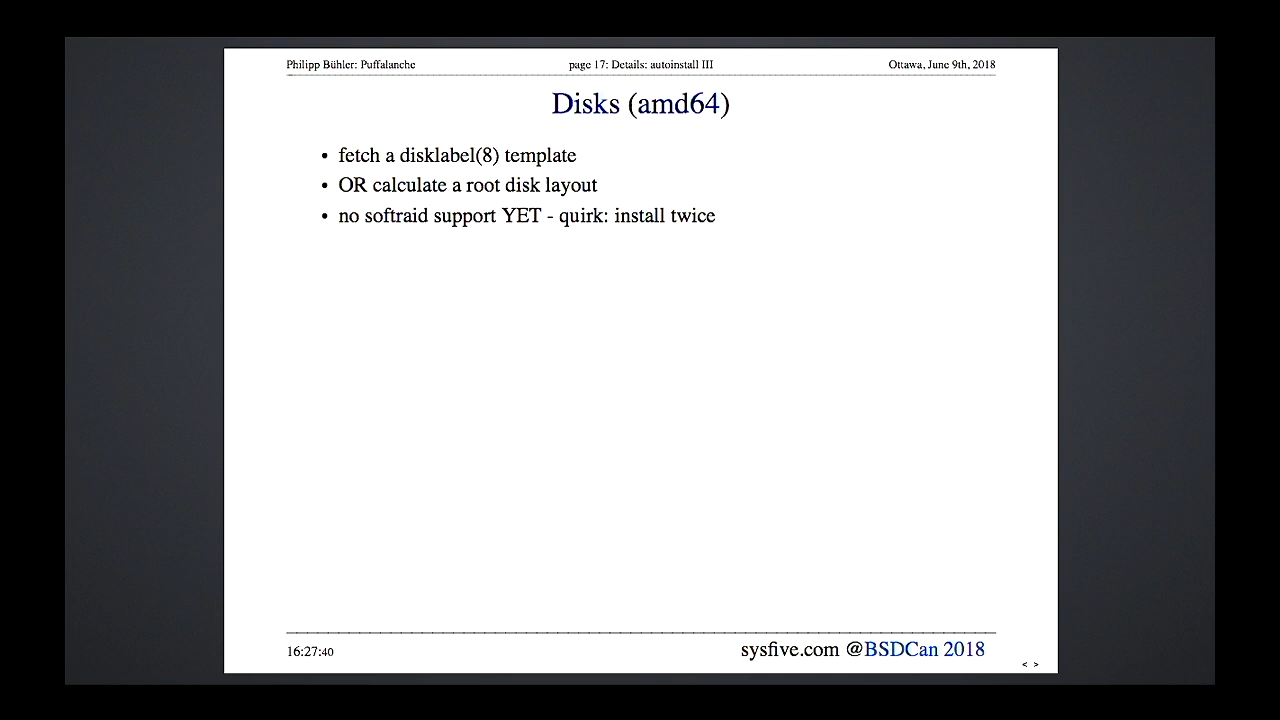 Philipp Bühler: Puffalanche page 17: Details: autoinstall III Ottawa, June 9th, 2018
Disks (amd64)
• fetch a disklabel(8) template
• OR calculate a root disk layout
• no softraid support YET - quirk: install twice
16:27:40 sysfive.com @BSDCan 2018
< >